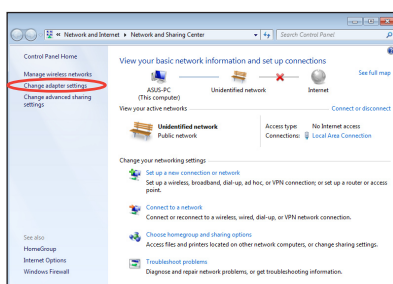 « Network and Internet ▸ Network and Sharing Center
Search Control Panel
Control Panel Home
Manage wireless networks
Change adapter settings
Change advanced sharing
settings
See also
HomeGroup
Internet Options
Windows Firewall
View your basic network information and set up connections
See full map
ASUS-PC
(This computer)
Unidentified network
Internet
View your active networks
Connect or disconnect
Unidentified network
Public network
Access type: No Internet access
Connections: Local Area Connection
Change your networking settings
Set up a new connection or network
Set up a wireless, broadband, dial-up, ad hoc, or VPN connection; or set up a router or access
point.
Connect to a network
Connect or reconnect to a wireless, wired, dial-up, or VPN network connection.
Choose homegroup and sharing options
Access files and printers located on other network computers, or change sharing settings.
Troubleshoot problems
Diagnose and repair network problems, or get troubleshooting information.